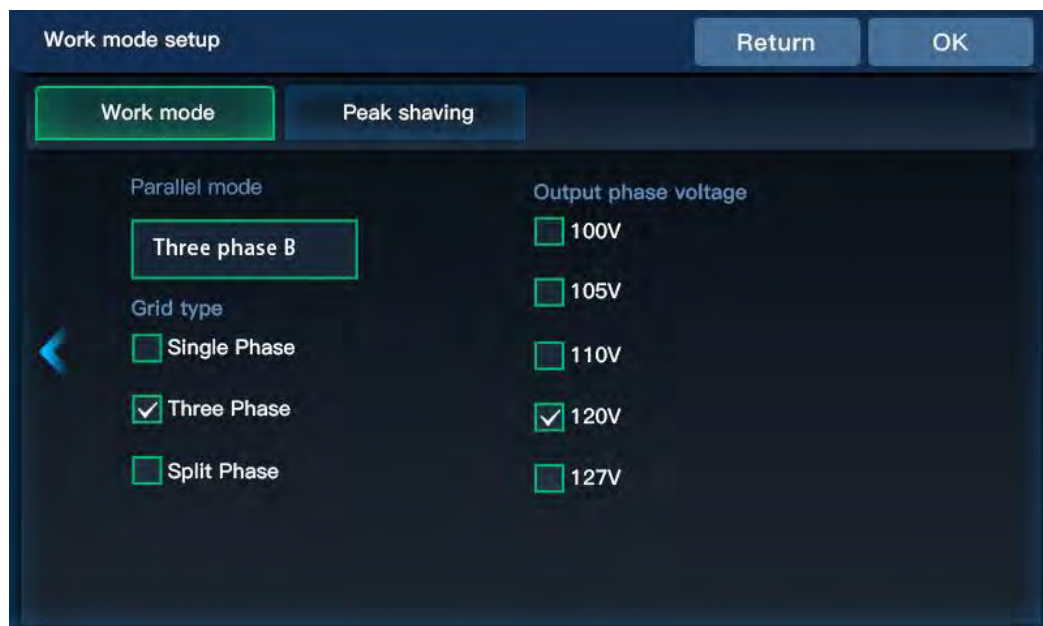 Work mode setup
Return
OK
Work mode
Peak shaving
Parallel mode
Three phase B
Grid type
Single Phase
Three Phase
Split Phase
Output phase voltage
100V
105V
110V
120V
127V